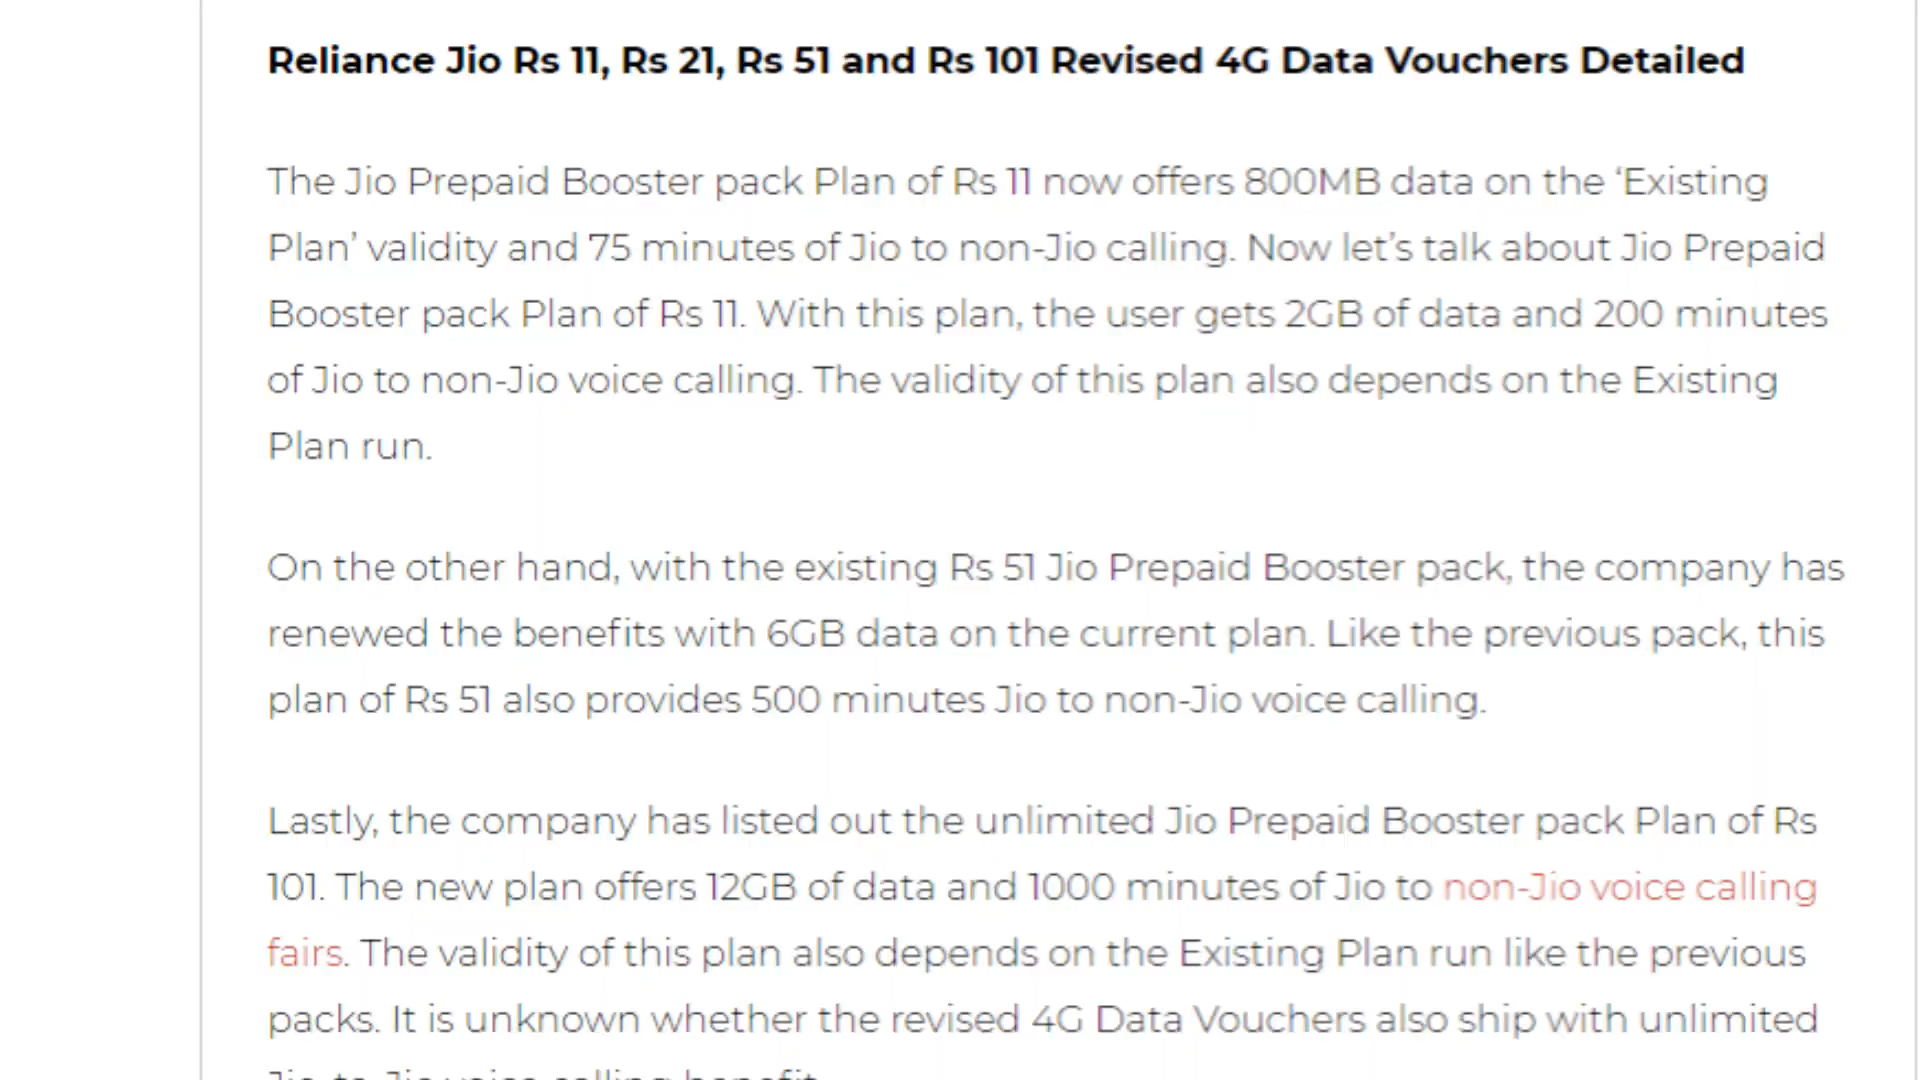 Reliance Jio Rs 11, Rs 21, Rs 51 and Rs 101 Revised 4G Data Vouchers Detailed
The Jio Prepaid Booster pack Plan of Rs 11 now offers 800MB data on the ‘Existing
Plan’ validity and 75 minutes of Jio to non-Jio calling. Now let’s talk about Jio Prepaid
Booster pack Plan of Rs 11. With this plan, the user gets 2GB of data and 200 minutes
of Jio to non-Jio voice calling. The validity of this plan also depends on the Existing
Plan run.
On the other hand, with the existing Rs 51 Jio Prepaid Booster pack, the company has
renewed the benefits with 6GB data on the current plan. Like the previous pack, this
plan of Rs 51 also provides 500 minutes Jio to non-Jio voice calling.
Lastly, the company has listed out the unlimited Jio Prepaid Booster pack Plan of Rs
101. The new plan offers 12GB of data and 1000 minutes of Jio to non-Jio voice calling
fairs. The validity of this plan also depends on the Existing Plan run like the previous
packs. It is unknown whether the revised 4G Data Vouchers also ship with unlimited
Jio-to-Jio voice calling benefit.